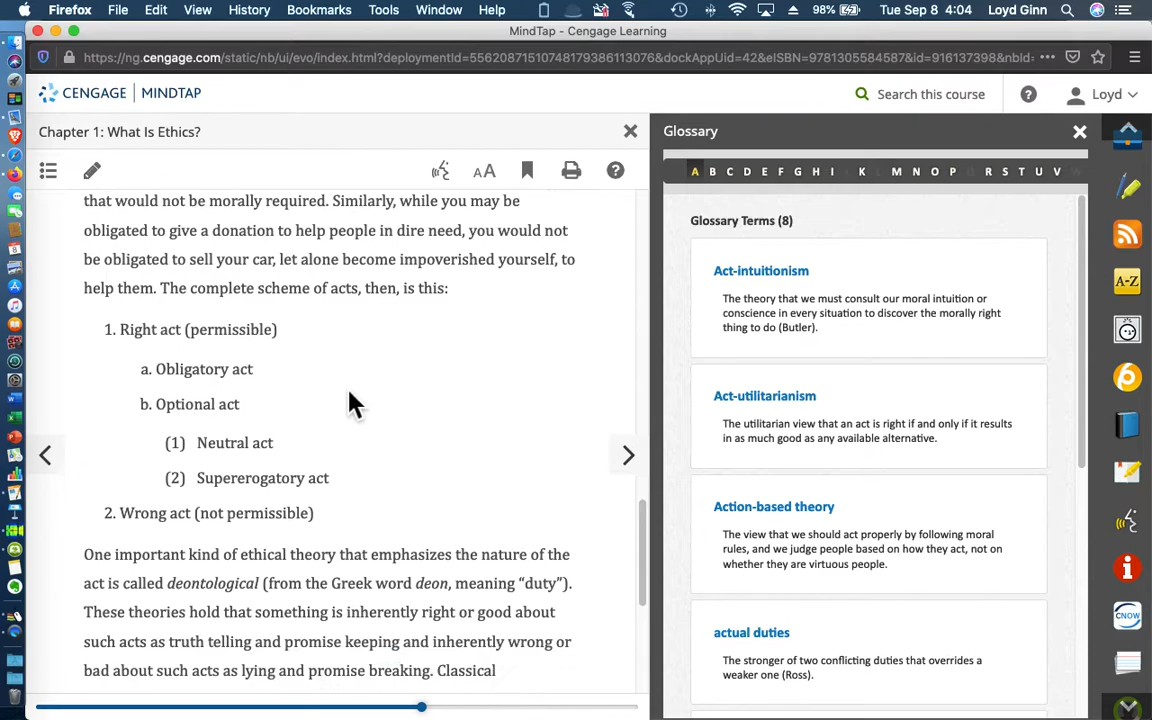 Firefox File Edit View History Bookmarks Tools Window Help 98% Tue Sep 8 4:04 Loyd Ginn
MindTap - Cengage Learning
https://ng.cengage.com/static/nb/ui/evo/index.html?deploymentId=5562087151074817938611307​6&dockAppUid=42&eISBN=9781305584587&id=916137398&nbId=
CENGAGE | MINDTAP
Search this course
Loyd
Chapter 1: What Is Ethics?
AA
that would not be morally required. Similarly, while you may be
obligated to give a donation to help people in dire need, you would not
be obligated to sell your car, let alone become impoverished yourself, to
help them. The complete scheme of acts, then, is this:
1. Right act (permissible)
a. Obligatory act
b. Optional act
(1) Neutral act
(2) Supererogatory act
2. Wrong act (not permissible)
One important kind of ethical theory that emphasizes the nature of the
act is called deontological (from the Greek word deon, meaning “duty”).
These theories hold that something is inherently right or good about
such acts as truth telling and promise keeping and inherently wrong or
bad about such acts as lying and promise breaking. Classical
Glossary
A B C D E F G H I K L M N O P R S T U V
Glossary Terms (8)
Act-intuitionism
The theory that we must consult our moral intuition or
conscience in every situation to discover the morally right
thing to do (Butler).
Act-utilitarianism
The utilitarian view that an act is right if and only if it results
in as much good as any available alternative.
Action-based theory
The view that we should act properly by following moral
rules, and we judge people based on how they act, not on
whether they are virtuous people.
actual duties
The stronger of two conflicting duties that overrides a
weaker one (Ross).
A-Z
CNOW